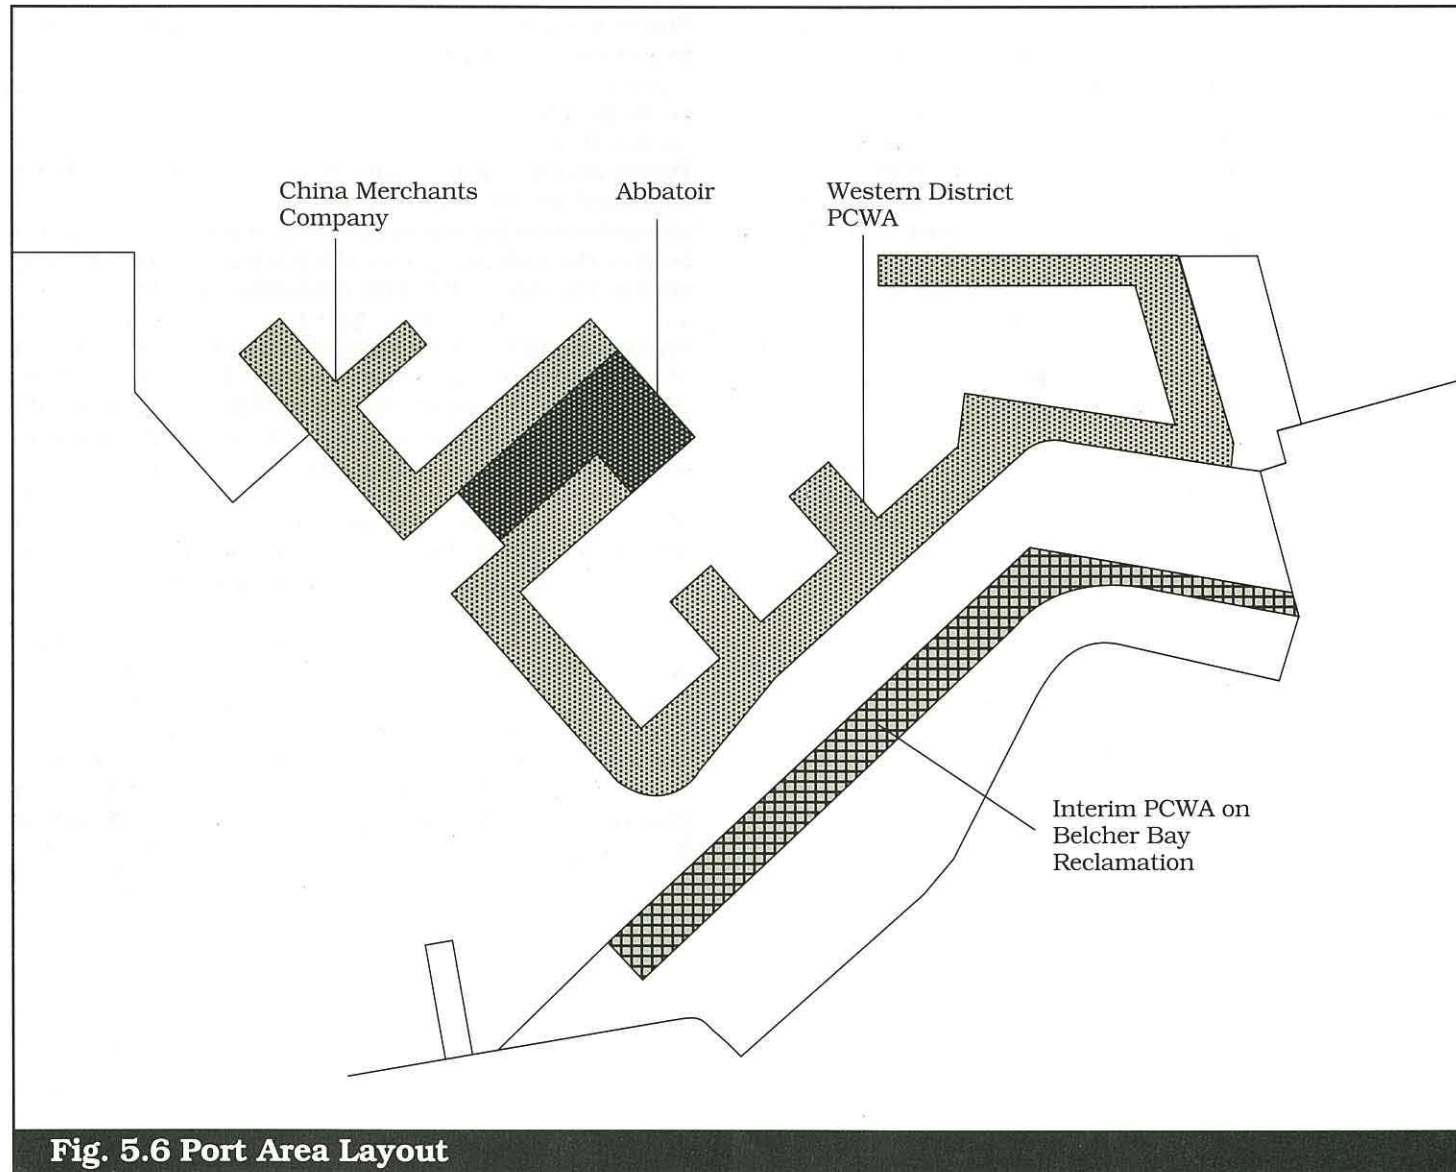 China Merchants
Company
Abbatoir
Western District
PCWA
Interim PCWA on
Belcher Bay
Reclamation
Fig. 5.6 Port Area Layout